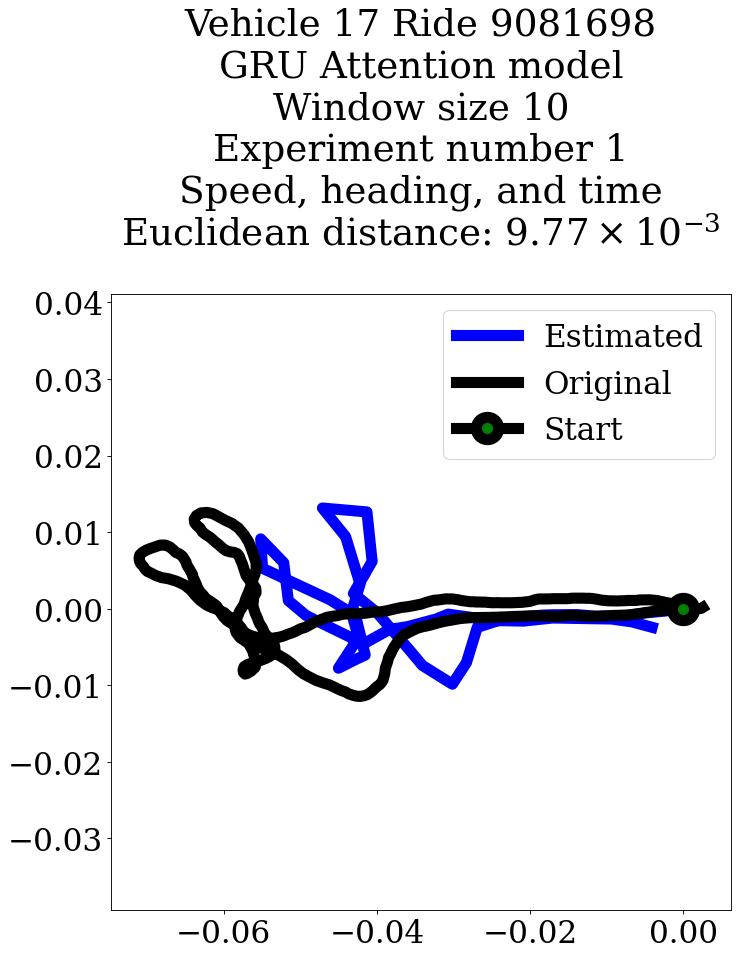 Vehicle 17 Ride 9081698
GRU Attention model
Window size 10
Experiment number 1
Speed, heading, and time
Euclidean distance: 9.77 × 10⁻³
0.04
0.03
0.02
0.01
0.00
−0.01
−0.02
−0.03
Estimated
Original
Start
−0.06 −0.04 −0.02 0.00